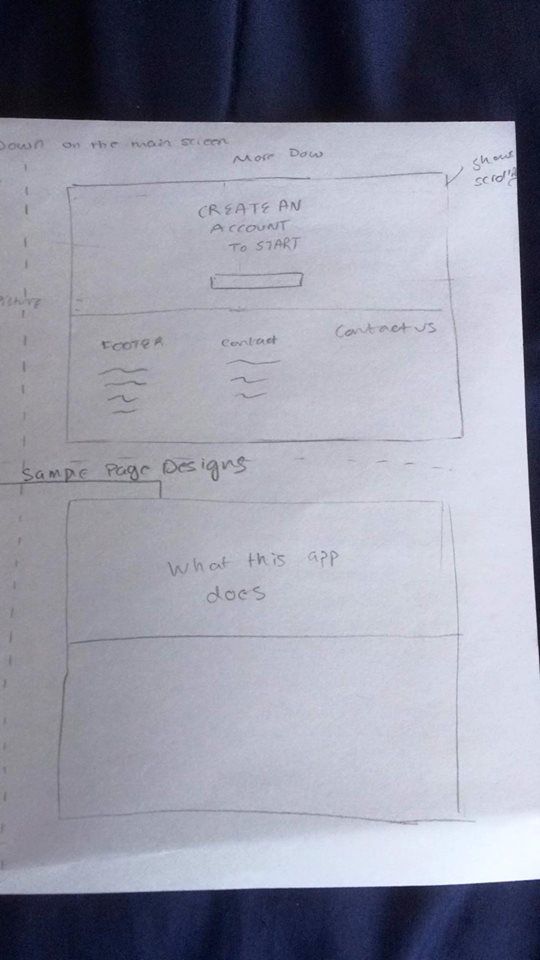 Down on the main screen
More Dow
Shows
scroll
CREATE AN
ACCOUNT
TO START
Picture
FOOTER
Contact
Contact us
Sample Page Designs
What this app
does